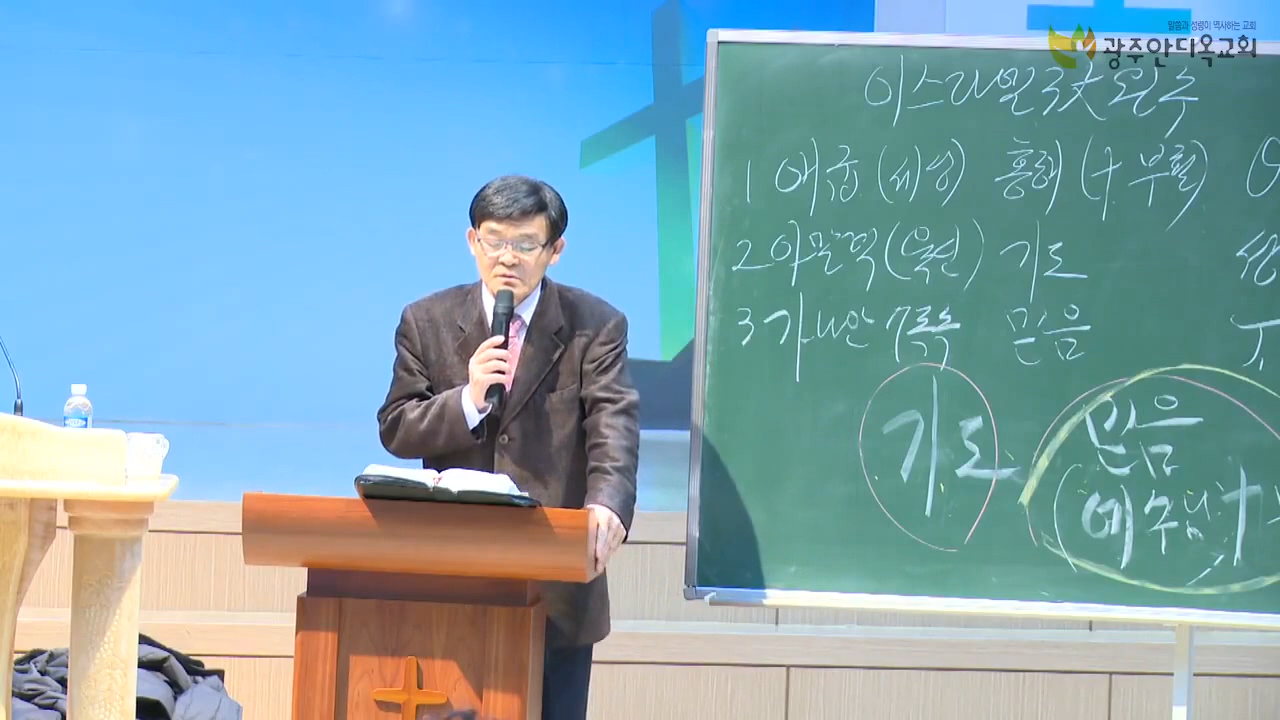 말씀과 성령이 역사하는 교회
광주안디옥교회
이스라엘 3大 원수
1 애굽 (세상) 홍해 (十 부활)
2 아말렉 (육신) 기도
3 가나안 7족속 믿음
기도
믿음
(예수님 十